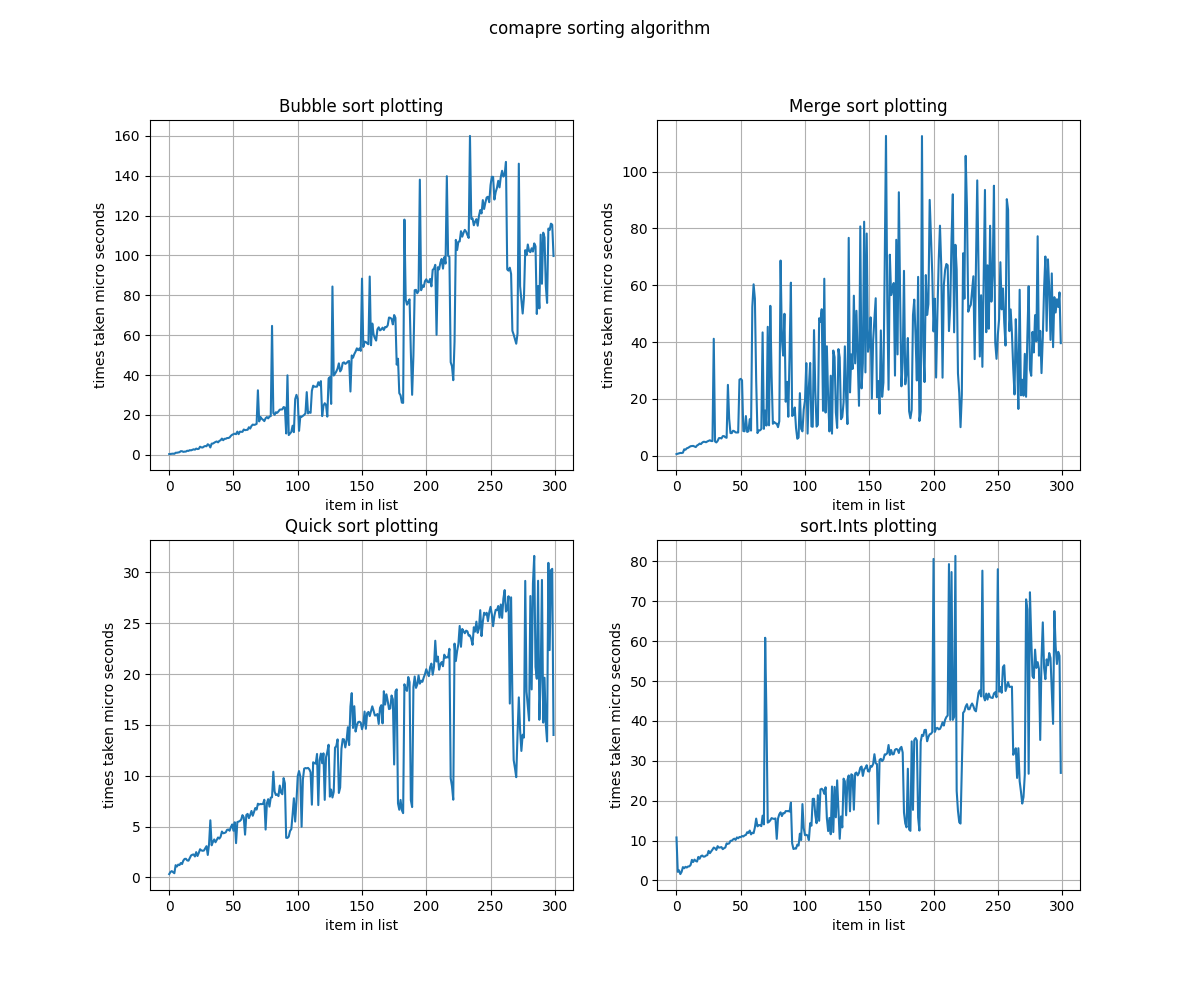 comapre sorting algorithm
Bubble sort plotting
Merge sort plotting
times taken micro seconds
160
140
120
100
80
60
40
20
0
0 50 100 150 200 250 300
item in list
times taken micro seconds
100
80
60
40
20
0
0 50 100 150 200 250 300
item in list
Quick sort plotting
sort.Ints plotting
times taken micro seconds
30
25
20
15
10
5
0
0 50 100 150 200 250 300
item in list
times taken micro seconds
80
70
60
50
40
30
20
10
0
0 50 100 150 200 250 300
item in list